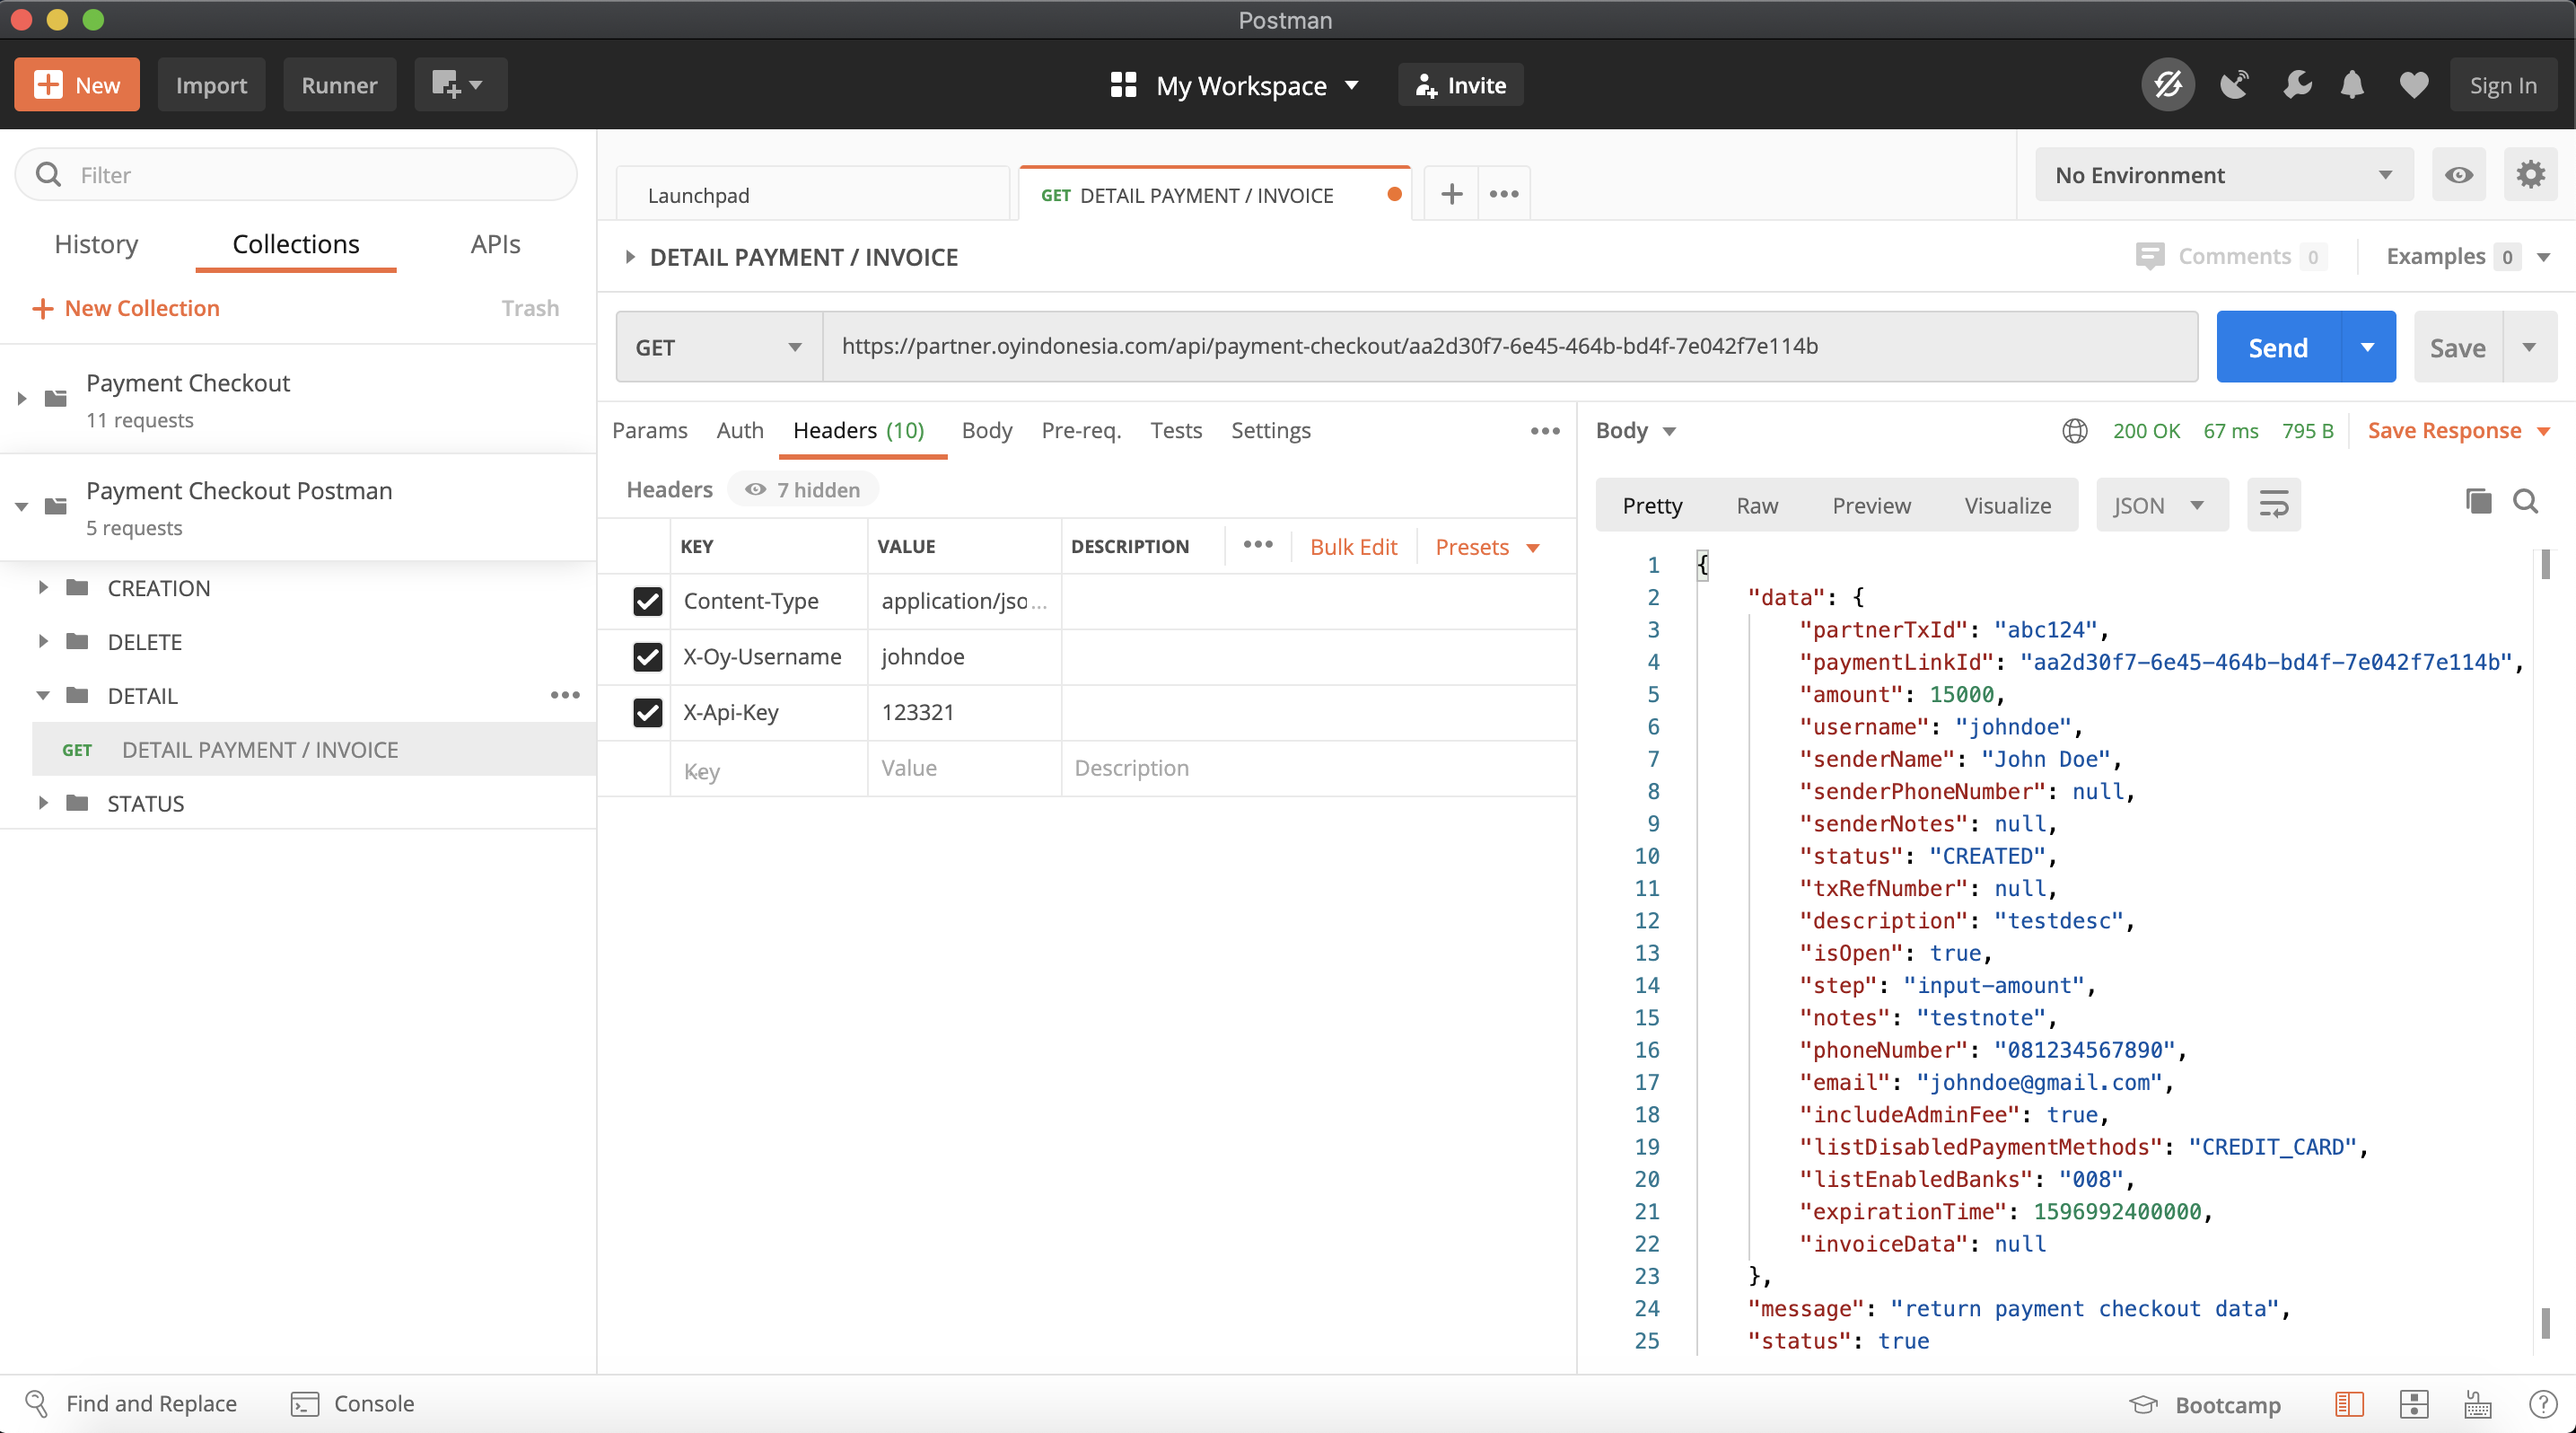 Postman
New
Import
Runner
My Workspace
Invite
Sign In
Filter
History
Collections
APIs
New Collection
Trash
Payment Checkout
11 requests
Payment Checkout Postman
5 requests
CREATION
DELETE
DETAIL
GET DETAIL PAYMENT / INVOICE
STATUS
Launchpad
GET DETAIL PAYMENT / INVOICE
No Environment
DETAIL PAYMENT / INVOICE
Comments 0
Examples 0
GET
https://partner.oyindonesia.com/api/payment-checkout/aa2d30f7-6e45-464b-bd4f-7e042f7e114b
Send
Save
Params
Auth
Headers (10)
Body
Pre-req.
Tests
Settings
Headers
7 hidden
KEY VALUE DESCRIPTION
Bulk Edit
Presets
Content-Type application/jso...
X-Oy-Username johndoe
X-Api-Key 123321
Key Value Description
Body
200 OK 67 ms 795 B
Save Response
Pretty
Raw
Preview
Visualize
JSON
1 {
2 "data": {
3 "partnerTxId": "abc124",
4 "paymentLinkId": "aa2d30f7-6e45-464b-bd4f-7e042f7e114b",
5 "amount": 15000,
6 "username": "johndoe",
7 "senderName": "John Doe",
8 "senderPhoneNumber": null,
9 "senderNotes": null,
10 "status": "CREATED",
11 "txRefNumber": null,
12 "description": "testdesc",
13 "isOpen": true,
14 "step": "input-amount",
15 "notes": "testnote",
16 "phoneNumber": "081234567890",
17 "email": "johndoe@gmail.com",
18 "includeAdminFee": true,
19 "listDisabledPaymentMethods": "CREDIT_CARD",
20 "listEnabledBanks": "008",
21 "expirationTime": 1596992400000,
22 "invoiceData": null
23 },
24 "message": "return payment checkout data",
25 "status": true
Find and Replace
Console
Bootcamp